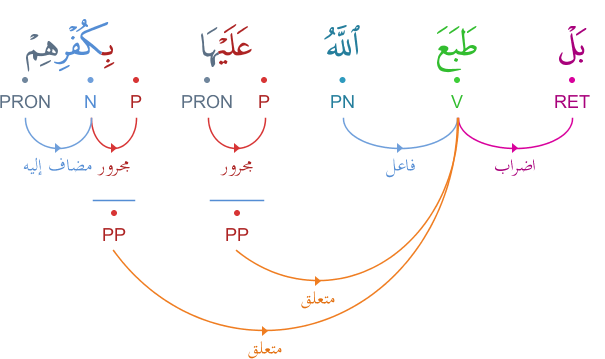 بَلْ طَبَعَ ٱللَّهُ عَلَيْهَا بِكُفْرِهِمْ
RET V PN P PRON P N PRON
اضراب فاعل مجرور مجرور مضاف إليه
PP PP
متعلق
متعلق